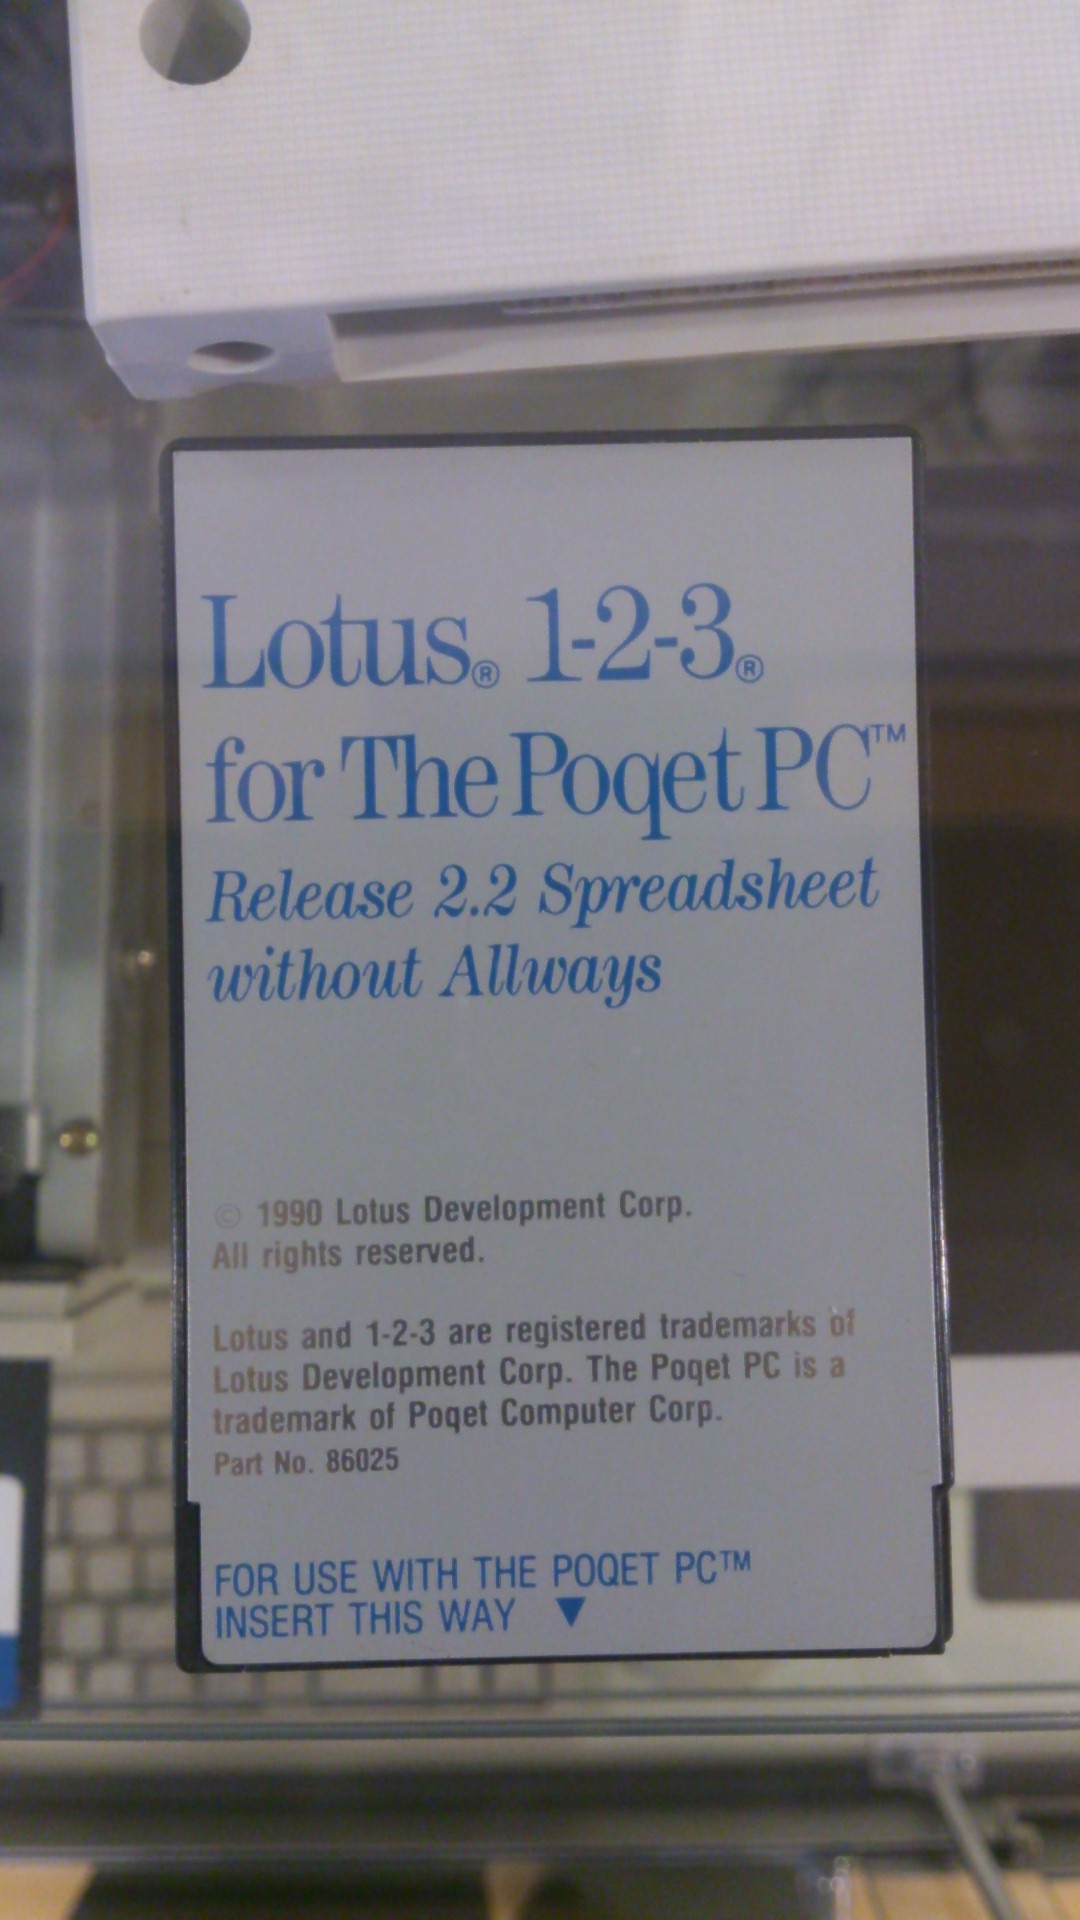 Lotus® 1-2-3®
for The Poqet PC™
Release 2.2 Spreadsheet
without Allways
© 1990 Lotus Development Corp.
All rights reserved.
Lotus and 1-2-3 are registered trademarks of
Lotus Development Corp. The Poqet PC is a
trademark of Poqet Computer Corp.
Part No. 86025
FOR USE WITH THE POQET PC™
INSERT THIS WAY ▼